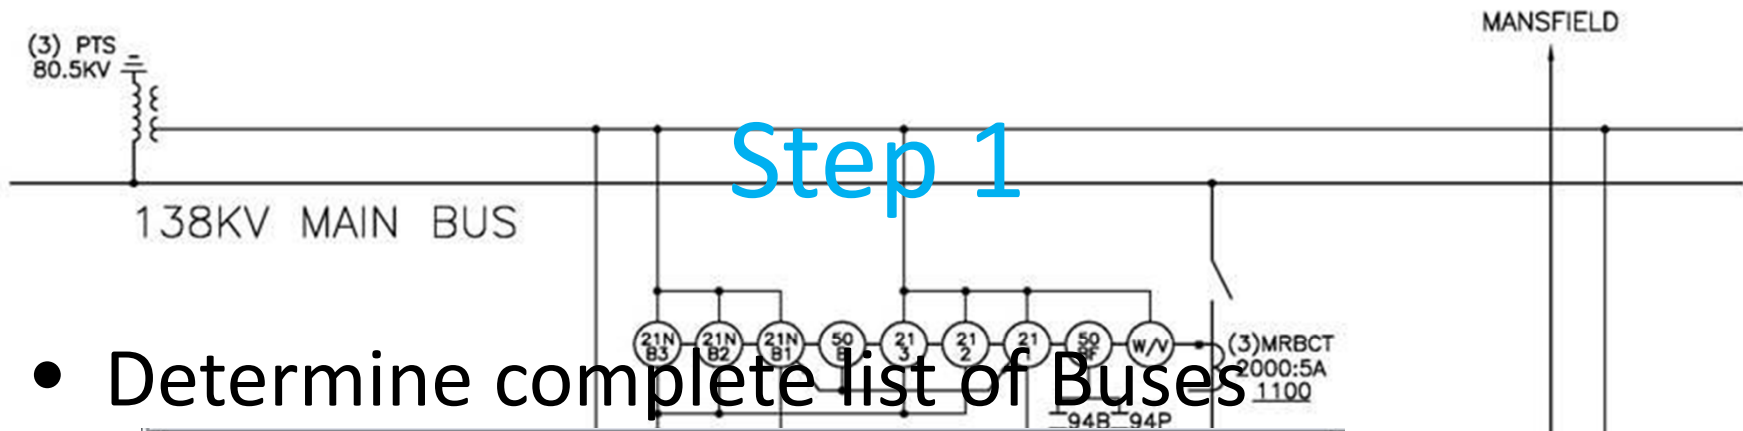 MANSFIELD
(3) PTS
80.5KV
Step 1
138KV MAIN BUS
21N B3
21N B2
21N B1
50
21 3
21 2
21
50 BF
W/V
(3)MRBCT
2000:5A
1100
• Determine complete list of Buses
94B 94P